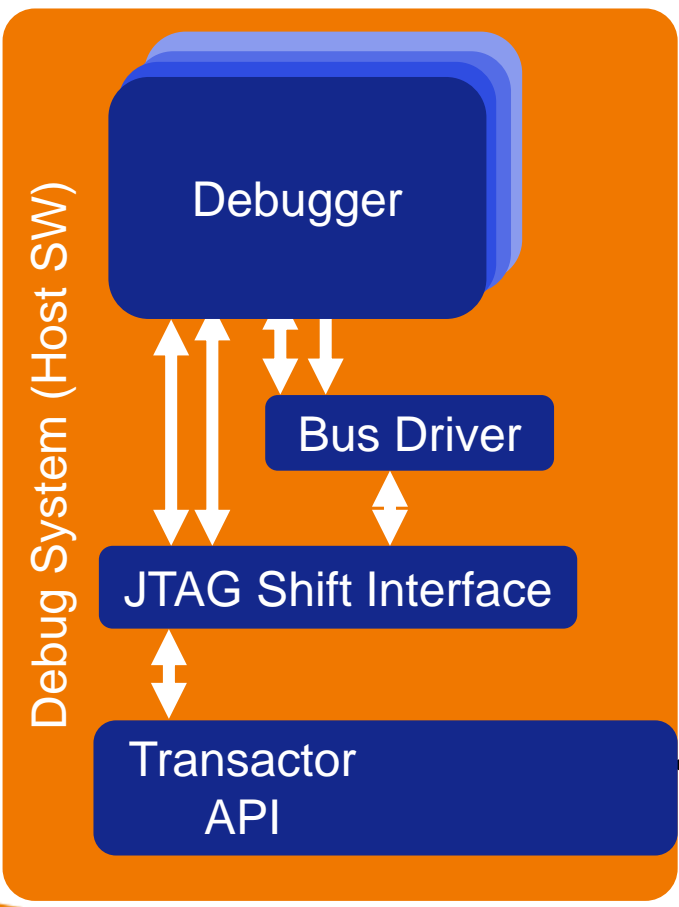 Debug System (Host SW)
Debugger
Bus Driver
JTAG Shift Interface
Transactor
API